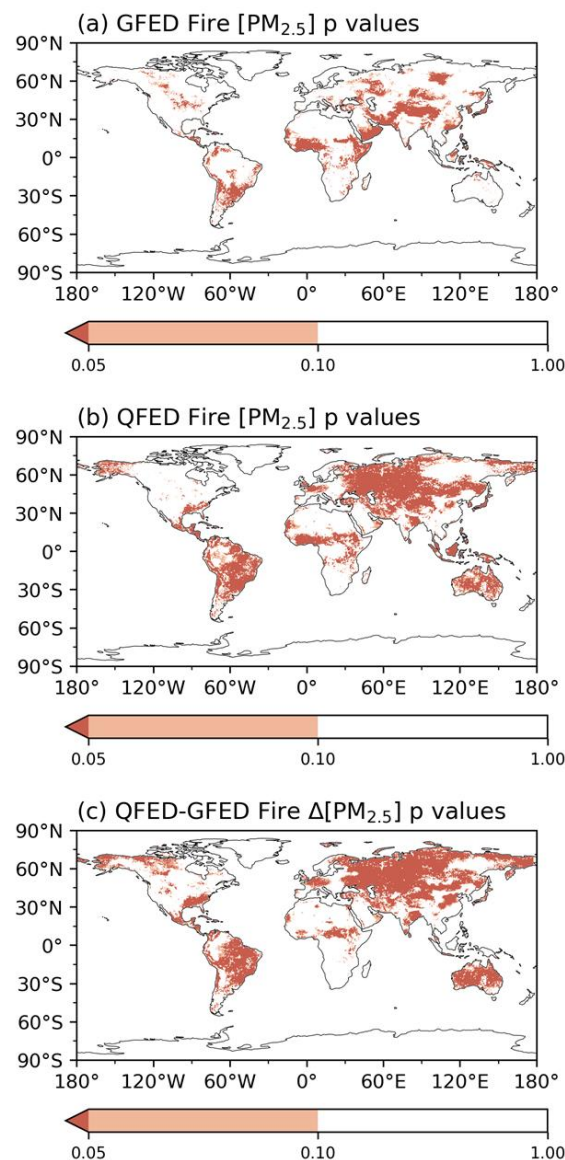 (a) GFED Fire [PM2.5] p values
90°N
60°N
30°N
0°
30°S
60°S
90°S
180° 120°W 60°W 0° 60°E 120°E 180°
0.05 0.10 1.00
(b) QFED Fire [PM2.5] p values
90°N
60°N
30°N
0°
30°S
60°S
90°S
180° 120°W 60°W 0° 60°E 120°E 180°
0.05 0.10 1.00
(c) QFED-GFED Fire Δ[PM2.5] p values
90°N
60°N
30°N
0°
30°S
60°S
90°S
180° 120°W 60°W 0° 60°E 120°E 180°
0.05 0.10 1.00